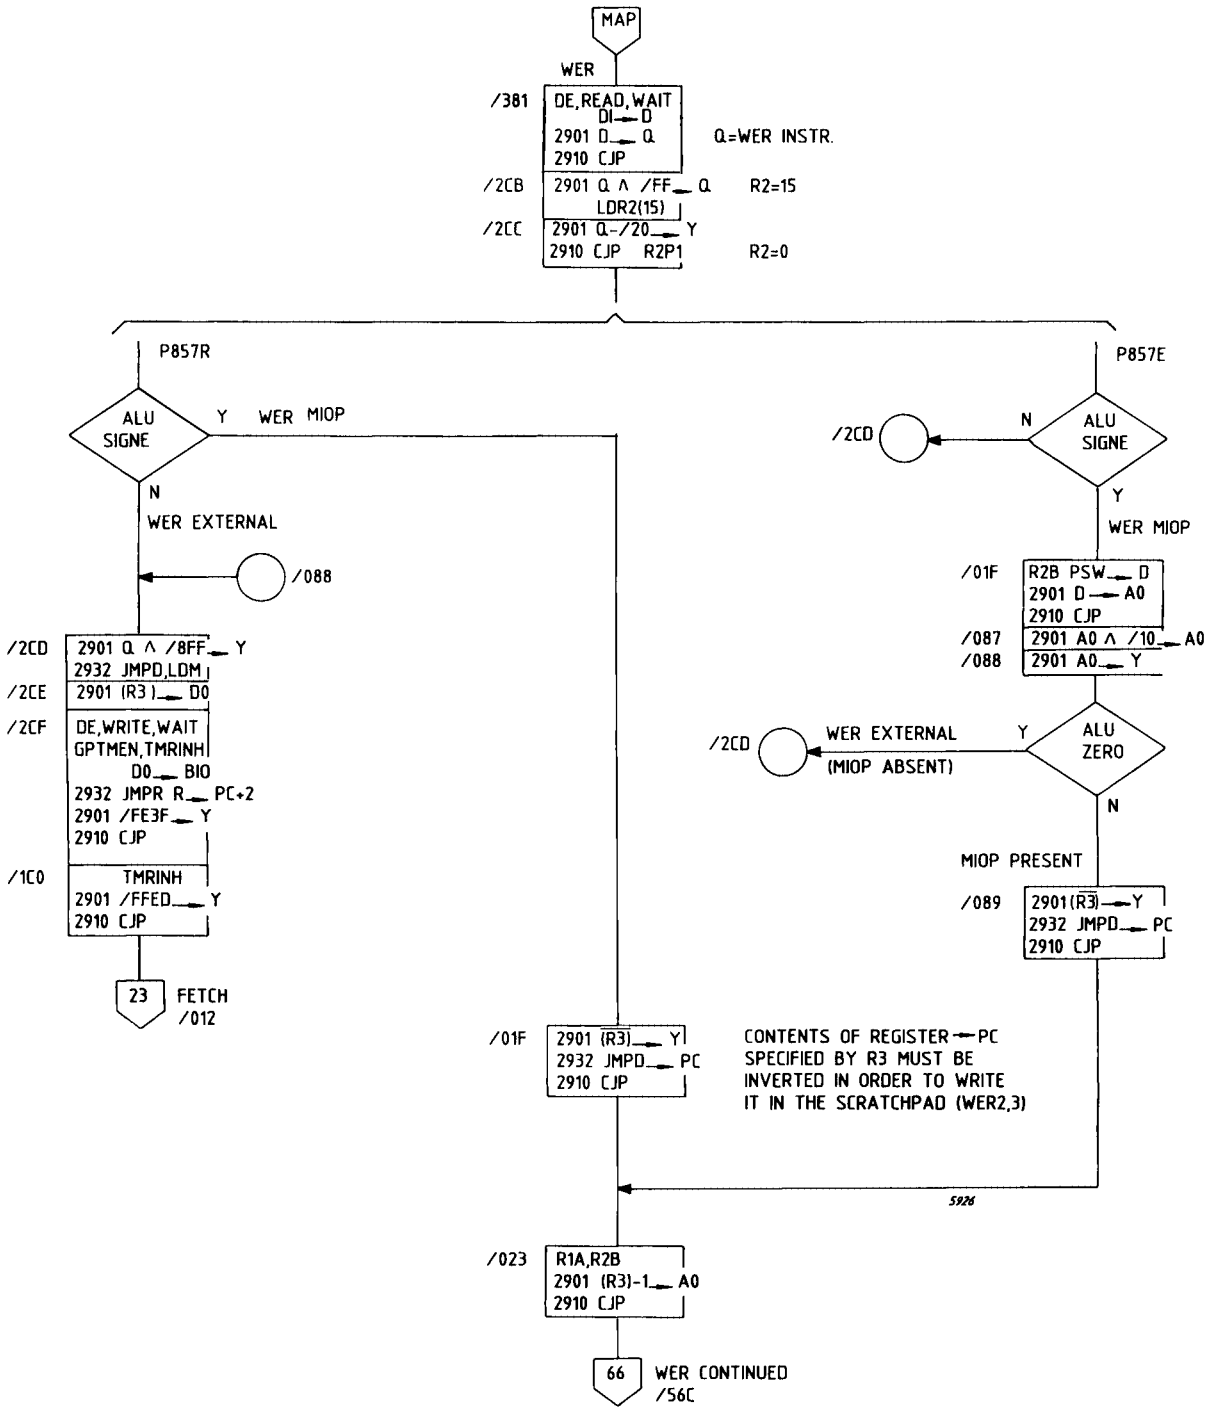 MAP
WER
/381
DE,READ,WAIT
DI→D
2901 D→Q
Q=WER INSTR.
2910 CJP
/2CB
2901 Q ∧ /FF→Q
R2=15
LDR2(15)
/2CC
2901 Q-/20→Y
2910 CJP R2P1
R2=0
P857R
P857E
ALU
SIGNE
Y WER MIOP
N
WER EXTERNAL
/088
/2CD
2901 Q ∧ /8FF→Y
2932 JMPD,LDM
/2CE
2901 (R3)→D0
/2CF
DE,WRITE,WAIT
GPTMEN,TMRINH
D0→BIO
2932 JMPR R→PC+2
2901 /FE3F→Y
2910 CJP
/1C0
TMRINH
2901 /FFED→Y
2910 CJP
23
FETCH
/012
/2CD
N
ALU
SIGNE
Y
WER MIOP
/01F
R2B PSW→D
2901 D→A0
2910 CJP
/087
2901 A0 ∧ /10→A0
/088
2901 A0→Y
/2CD
WER EXTERNAL
(MIOP ABSENT)
Y
ALU
ZERO
N
MIOP PRESENT
/089
2901(R̅3̅)→Y
2932 JMPD→PC
2910 CJP
/01F
2901 (R̅3̅)→Y
2932 JMPD→PC
2910 CJP
CONTENTS OF REGISTER→PC
SPECIFIED BY R3 MUST BE
INVERTED IN ORDER TO WRITE
IT IN THE SCRATCHPAD (WER2,3)
5926
/023
R1A,R2B
2901 (R3)-1→A0
2910 CJP
66
WER CONTINUED
/56C